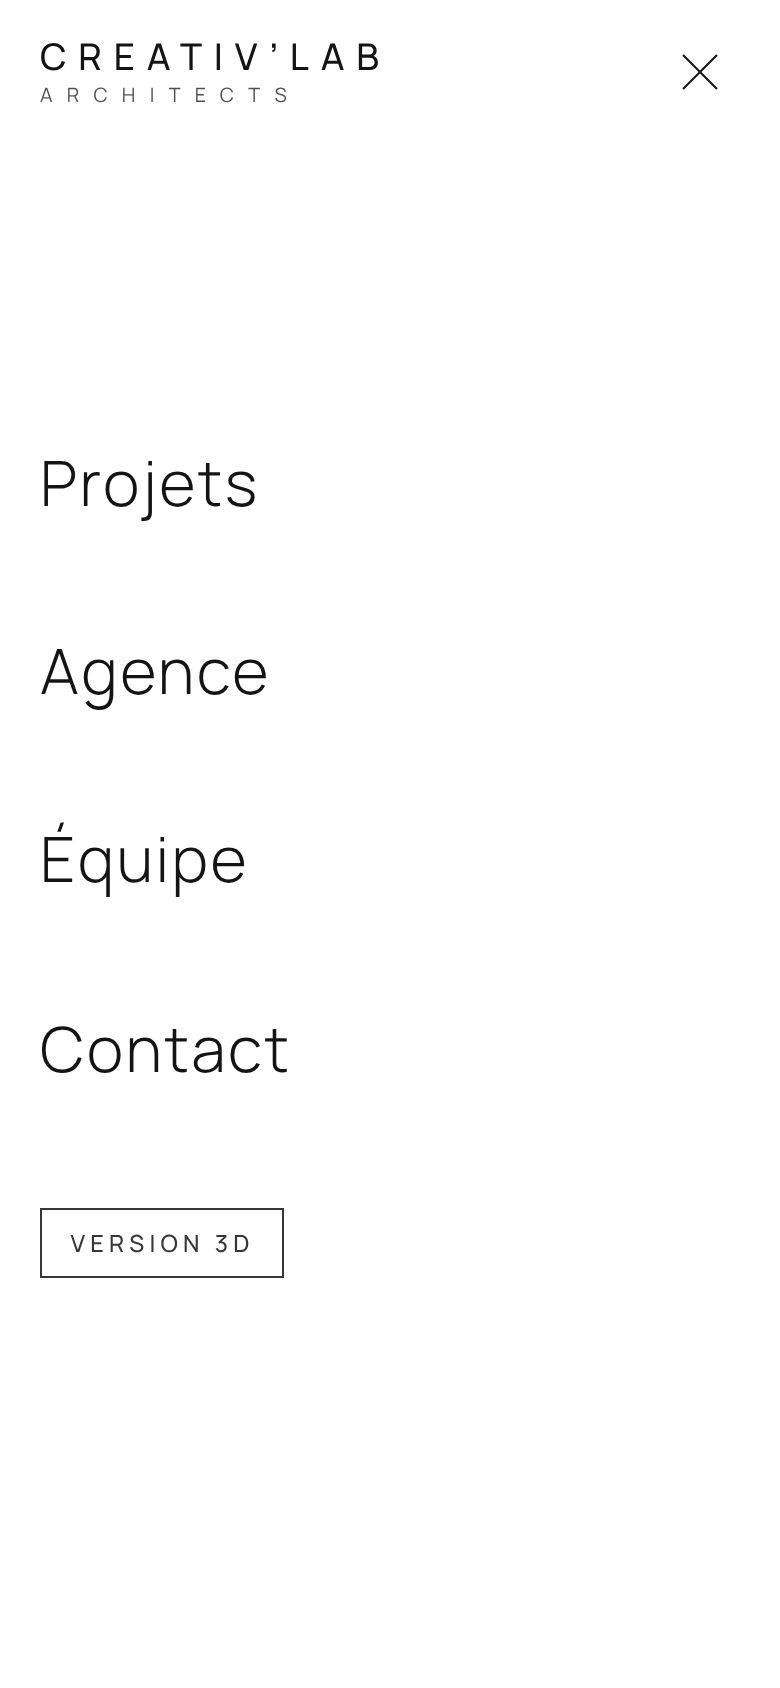 CREATIV’LAB
ARCHITECTS
Projets
Agence
Équipe
Contact
VERSION 3D